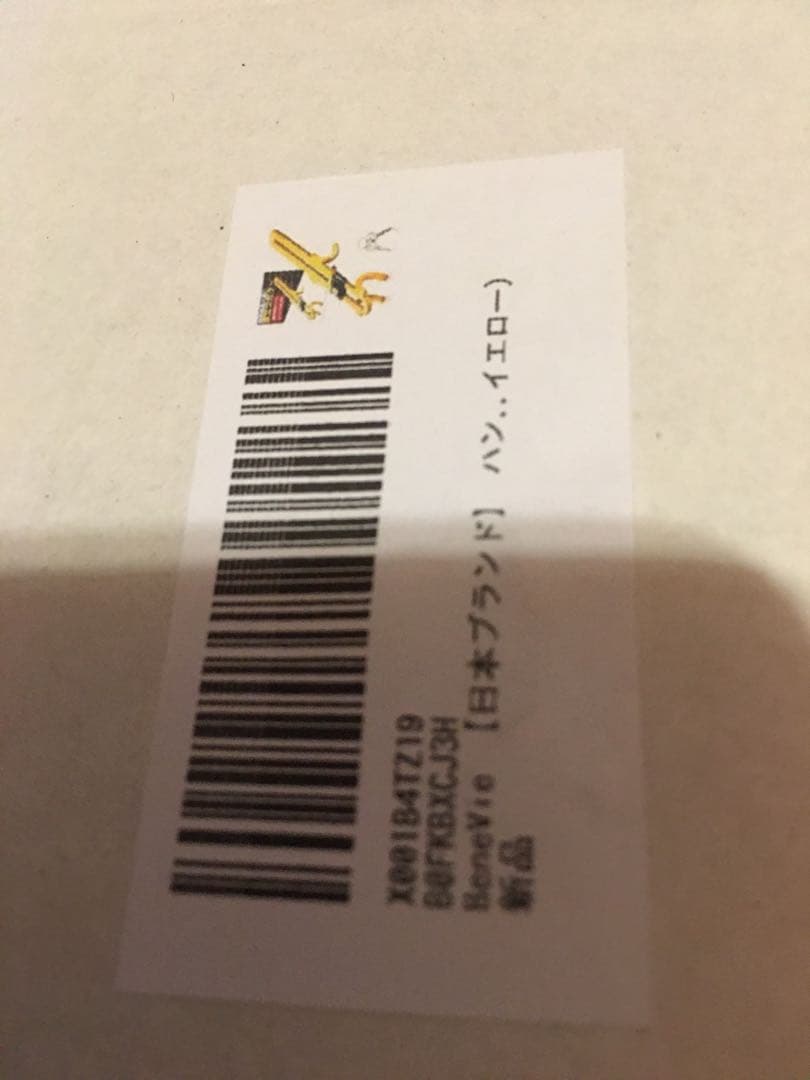 X001B4TZ19
B0FKBXCJ3H
BeneVie 【日本ブランド】 ハン..イエロー)
新品